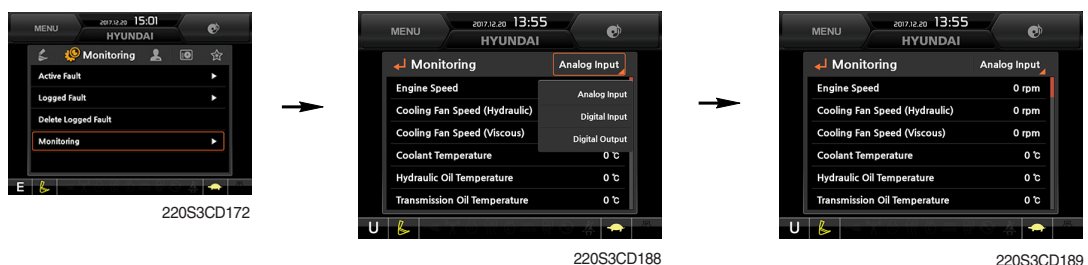 MENU
2017.12.20 15:01
HYUNDAI
Monitoring
Active Fault
Logged Fault
Delete Logged Fault
Monitoring
E
220S3CD172
MENU
2017.12.20 13:55
HYUNDAI
Monitoring Analog Input
Engine Speed
Cooling Fan Speed (Hydraulic)
Cooling Fan Speed (Viscous)
Coolant Temperature 0 ℃
Hydraulic Oil Temperature 0 ℃
Transmission Oil Temperature 0 ℃
Analog Input
Digital Input
Digital Output
U
220S3CD188
MENU
2017.12.20 13:55
HYUNDAI
Monitoring Analog Input
Engine Speed 0 rpm
Cooling Fan Speed (Hydraulic) 0 rpm
Cooling Fan Speed (Viscous) 0 rpm
Coolant Temperature 0 ℃
Hydraulic Oil Temperature 0 ℃
Transmission Oil Temperature 0 ℃
U
220S3CD189